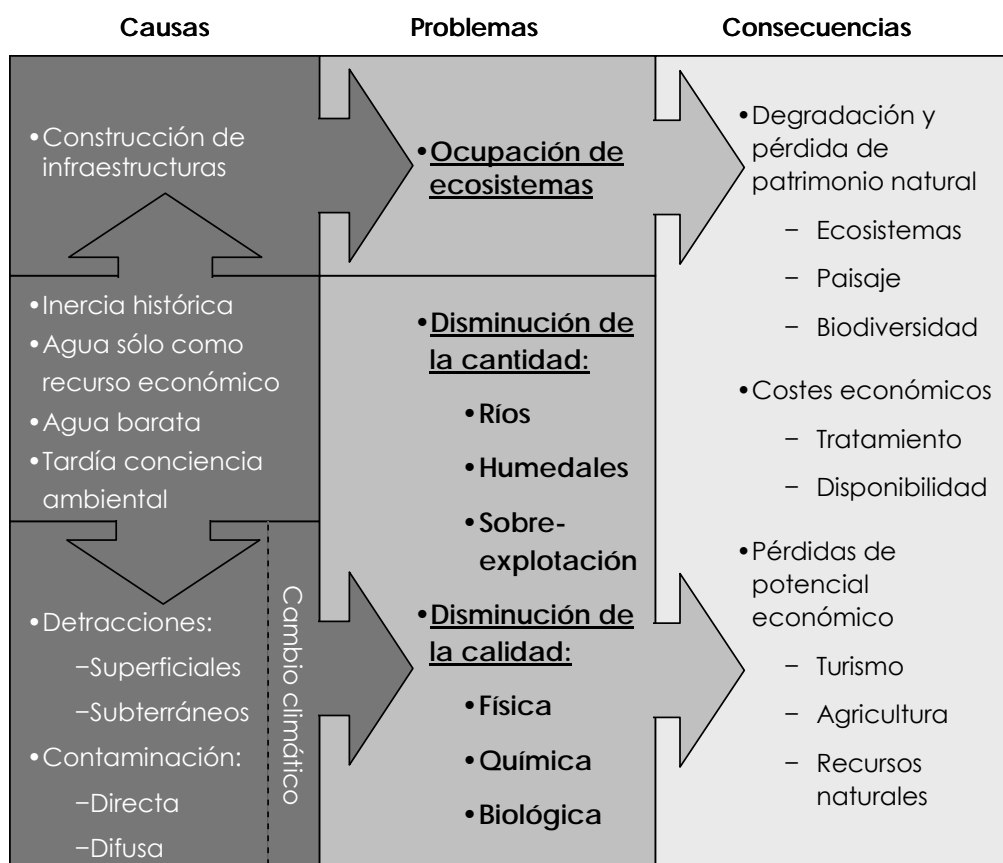 Causas
Problemas
Consecuencias
•Construcción de
infraestructuras
•Inercia histórica
•Agua sólo como
recurso económico
•Agua barata
•Tardía conciencia
ambiental
•Detracciones:
−Superficiales
−Subterráneos
•Contaminación:
−Directa
−Difusa
Cambio climático
•Ocupación de
ecosistemas
•Disminución de
la cantidad:
•Ríos
•Humedales
•Sobre-
explotación
•Disminución de
la calidad:
•Física
•Química
•Biológica
•Degradación y
pérdida de
patrimonio natural
− Ecosistemas
− Paisaje
− Biodiversidad
•Costes económicos
− Tratamiento
− Disponibilidad
•Pérdidas de
potencial
económico
− Turismo
− Agricultura
− Recursos
naturales